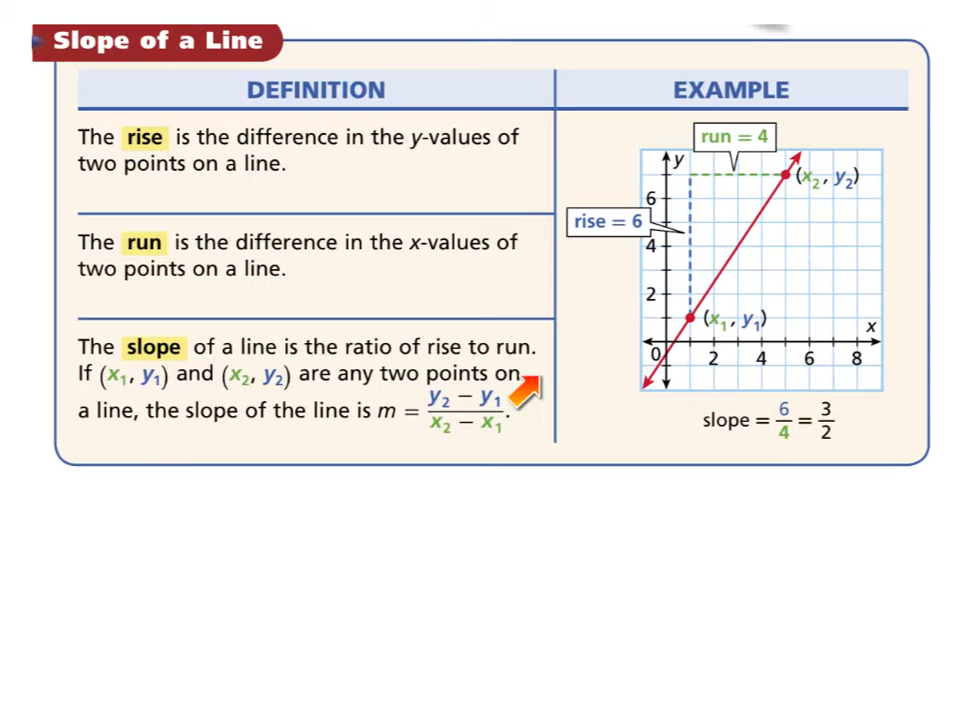 Slope of a Line
DEFINITION
The rise is the difference in the y-values of
two points on a line.
The run is the difference in the x-values of
two points on a line.
The slope of a line is the ratio of rise to run.
If (x₁, y₁) and (x₂, y₂) are any two points on
a line, the slope of the line is m = (y₂ − y₁)/(x₂ − x₁).
EXAMPLE
run = 4
y
(x₂, y₂)
6
rise = 6
4
2
(x₁, y₁)
x
0 2 4 6 8
slope = 6/4 = 3/2